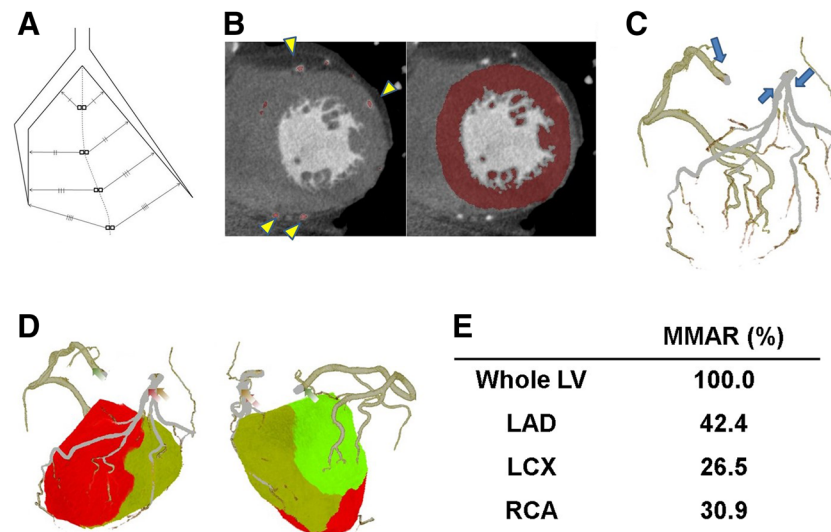 A
B
C
D
E
MMAR (%)
Whole LV 100.0
LAD 42.4
LCX 26.5
RCA 30.9